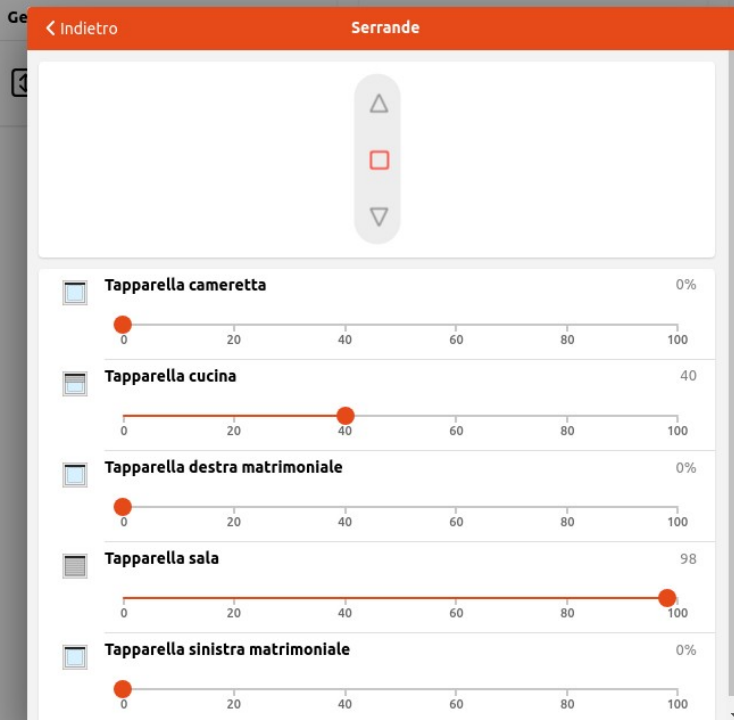 Ge
Indietro
Serrande
Tapparella cameretta 0%
0 20 40 60 80 100
Tapparella cucina 40
0 20 40 60 80 100
Tapparella destra matrimoniale 0%
0 20 40 60 80 100
Tapparella sala 98
0 20 40 60 80 100
Tapparella sinistra matrimoniale 0%
0 20 40 60 80 100